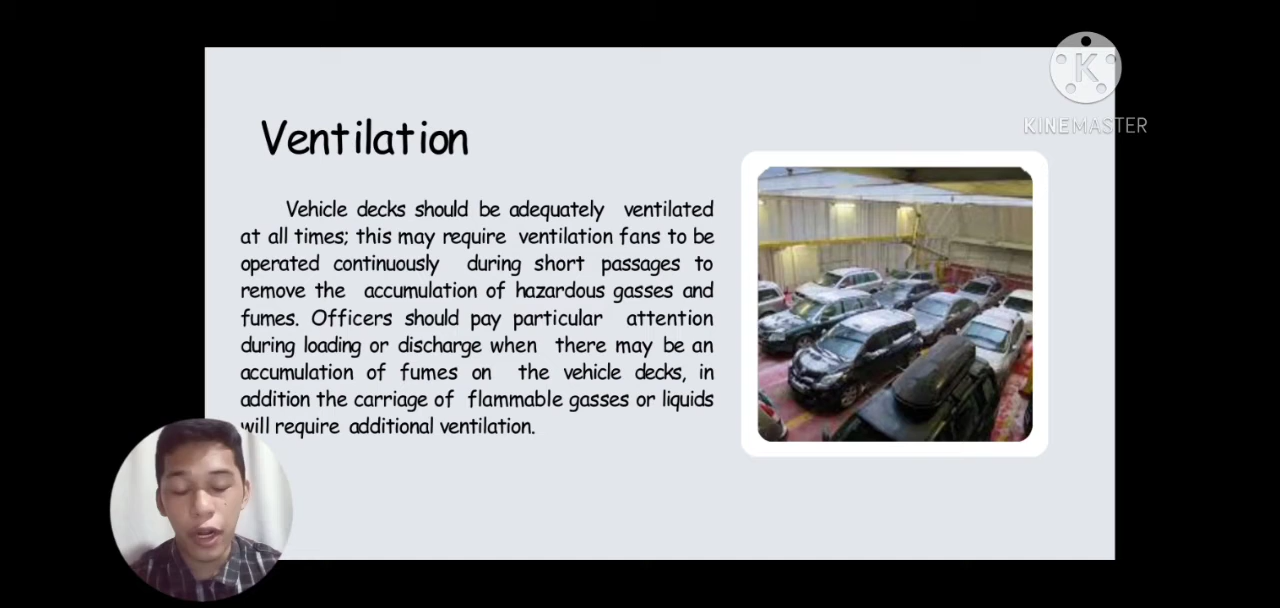 Ventilation
Vehicle decks should be adequately ventilated
at all times; this may require ventilation fans to be
operated continuously during short passages to
remove the accumulation of hazardous gasses and
fumes. Officers should pay particular attention
during loading or discharge when there may be an
accumulation of fumes on the vehicle decks, in
addition the carriage of flammable gasses or liquids
will require additional ventilation.
K
KINEMASTER